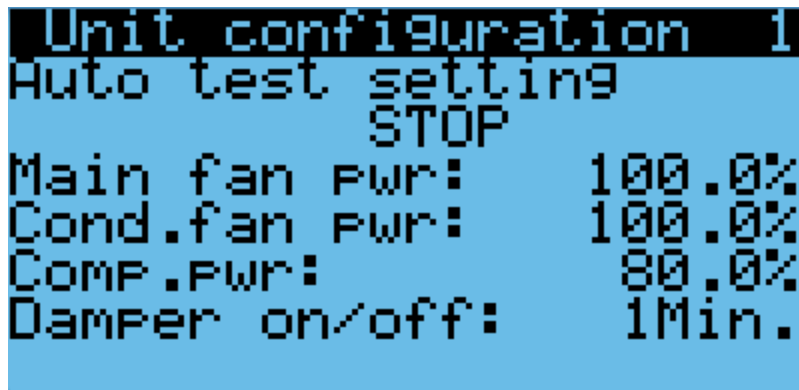 Unit configuration 1
Auto test setting
STOP
Main fan pwr: 100.0%
Cond.fan pwr: 100.0%
Comp.pwr: 80.0%
Damper on/off: 1Min.